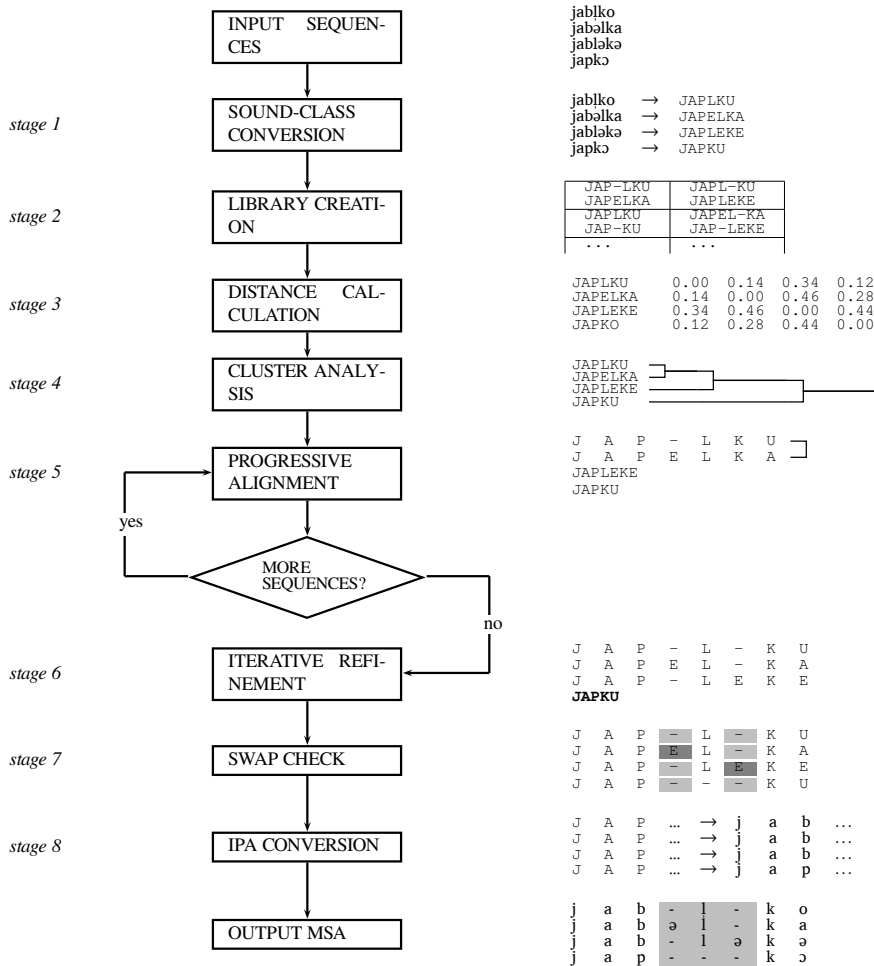 INPUT SEQUEN-
CES
jabl̩ko
jabəlka
jabləkə
japkɔ
stage 1
SOUND-CLASS
CONVERSION
jabl̩ko → JAPLKU
jabəlka → JAPELKA
jabləkə → JAPLEKE
japkɔ → JAPKU
stage 2
LIBRARY CREATI-
ON
JAP-LKU JAPL-KU
JAPELKA JAPLEKE
JAPLKU JAPEL-KA
JAP-KU JAP-LEKE
... ...
stage 3
DISTANCE CAL-
CULATION
JAPLKU 0.00 0.14 0.34 0.12
JAPELKA 0.14 0.00 0.46 0.28
JAPLEKE 0.34 0.46 0.00 0.44
JAPKO 0.12 0.28 0.44 0.00
stage 4
CLUSTER ANALY-
SIS
JAPLKU
JAPELKA
JAPLEKE
JAPKU
stage 5
PROGRESSIVE
ALIGNMENT
J A P - L K U
J A P E L K A
JAPLEKE
JAPKU
yes
MORE
SEQUENCES?
no
stage 6
ITERATIVE REFI-
NEMENT
J A P - L - K U
J A P E L - K A
J A P - L E K E
JAPKU
stage 7
SWAP CHECK
J A P - L - K U
J A P E L - K A
J A P - L E K E
J A P - - - K U
stage 8
IPA CONVERSION
J A P ... → j a b ...
J A P ... → j a b ...
J A P ... → j a b ...
J A P ... → j a p ...
OUTPUT MSA
j a b - l̩ - k o
j a b ə l - k a
j a b - l ə k ə
j a p - - - k ɔ